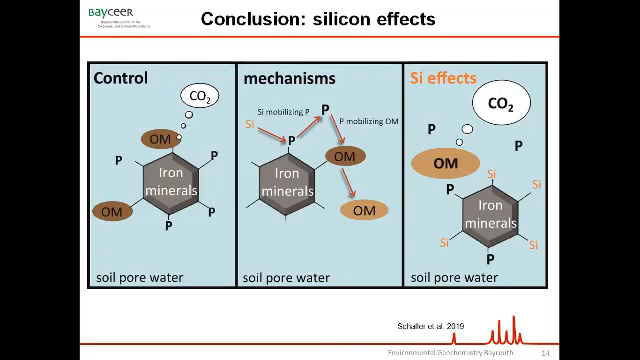 BAYCEER
Conclusion: silicon effects
Control
CO2
OM
P
P
Iron
minerals
OM
P
P
soil pore water
mechanisms
Si mobilizing P
P
Si
P mobilizing OM
P
OM
Iron
minerals
OM
soil pore water
Si effects
CO2
P
P
OM
Si
P
Si
Iron
minerals
Si
Si
P
soil pore water
Schaller et al. 2019
Environmental Geochemistry Bayreuth
14